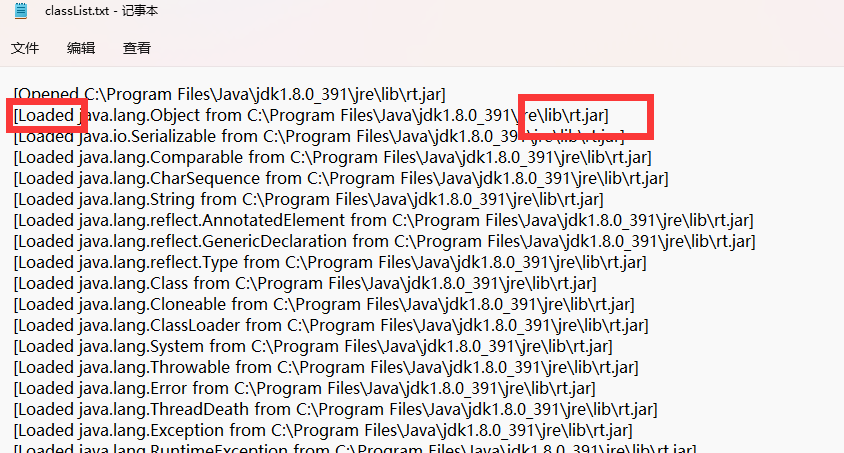 classList.txt - 记事本
文件 编辑 查看
[Opened C:\Program Files\Java\jdk1.8.0_391\jre\lib\rt.jar]
[Loaded java.lang.Object from C:\Program Files\Java\jdk1.8.0_391\jre\lib\rt.jar]
[Loaded java.io.Serializable from C:\Program Files\Java\jdk1.8.0_391\jre\lib\rt.jar]
[Loaded java.lang.Comparable from C:\Program Files\Java\jdk1.8.0_391\jre\lib\rt.jar]
[Loaded java.lang.CharSequence from C:\Program Files\Java\jdk1.8.0_391\jre\lib\rt.jar]
[Loaded java.lang.String from C:\Program Files\Java\jdk1.8.0_391\jre\lib\rt.jar]
[Loaded java.lang.reflect.AnnotatedElement from C:\Program Files\Java\jdk1.8.0_391\jre\lib\rt.jar]
[Loaded java.lang.reflect.GenericDeclaration from C:\Program Files\Java\jdk1.8.0_391\jre\lib\rt.jar]
[Loaded java.lang.reflect.Type from C:\Program Files\Java\jdk1.8.0_391\jre\lib\rt.jar]
[Loaded java.lang.Class from C:\Program Files\Java\jdk1.8.0_391\jre\lib\rt.jar]
[Loaded java.lang.Cloneable from C:\Program Files\Java\jdk1.8.0_391\jre\lib\rt.jar]
[Loaded java.lang.ClassLoader from C:\Program Files\Java\jdk1.8.0_391\jre\lib\rt.jar]
[Loaded java.lang.System from C:\Program Files\Java\jdk1.8.0_391\jre\lib\rt.jar]
[Loaded java.lang.Throwable from C:\Program Files\Java\jdk1.8.0_391\jre\lib\rt.jar]
[Loaded java.lang.Error from C:\Program Files\Java\jdk1.8.0_391\jre\lib\rt.jar]
[Loaded java.lang.ThreadDeath from C:\Program Files\Java\jdk1.8.0_391\jre\lib\rt.jar]
[Loaded java.lang.Exception from C:\Program Files\Java\jdk1.8.0_391\jre\lib\rt.jar]
[Loaded java.lang.RuntimeException from C:\Program Files\Java\jdk1.8.0_391\jre\lib\rt.jar]